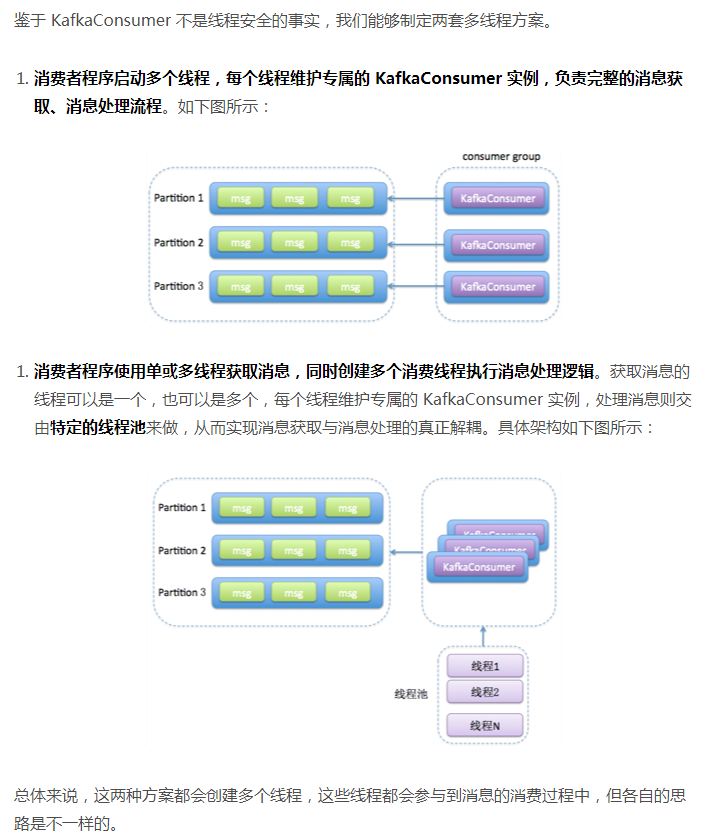 鉴于 KafkaConsumer 不是线程安全的事实，我们能够制定两套多线程方案。
1. 消费者程序启动多个线程，每个线程维护专属的 KafkaConsumer 实例，负责完整的消息获
取、消息处理流程。如下图所示：
consumer group
Partition 1 msg msg msg KafkaConsumer
Partition 2 msg msg msg KafkaConsumer
Partition 3 msg msg msg KafkaConsumer
1. 消费者程序使用单或多线程获取消息，同时创建多个消费线程执行消息处理逻辑。获取消息的
线程可以是一个，也可以是多个，每个线程维护专属的 KafkaConsumer 实例，处理消息则交
由特定的线程池来做，从而实现消息获取与消息处理的真正解耦。具体架构如下图所示：
Partition 1 msg msg msg
Partition 2 msg msg msg
Partition 3 msg msg msg
KafkaConsumer
KafkaConsumer
KafkaConsumer
线程池
线程1
线程2
线程N
总体来说，这两种方案都会创建多个线程，这些线程都会参与到消息的消费过程中，但各自的思
路是不一样的。